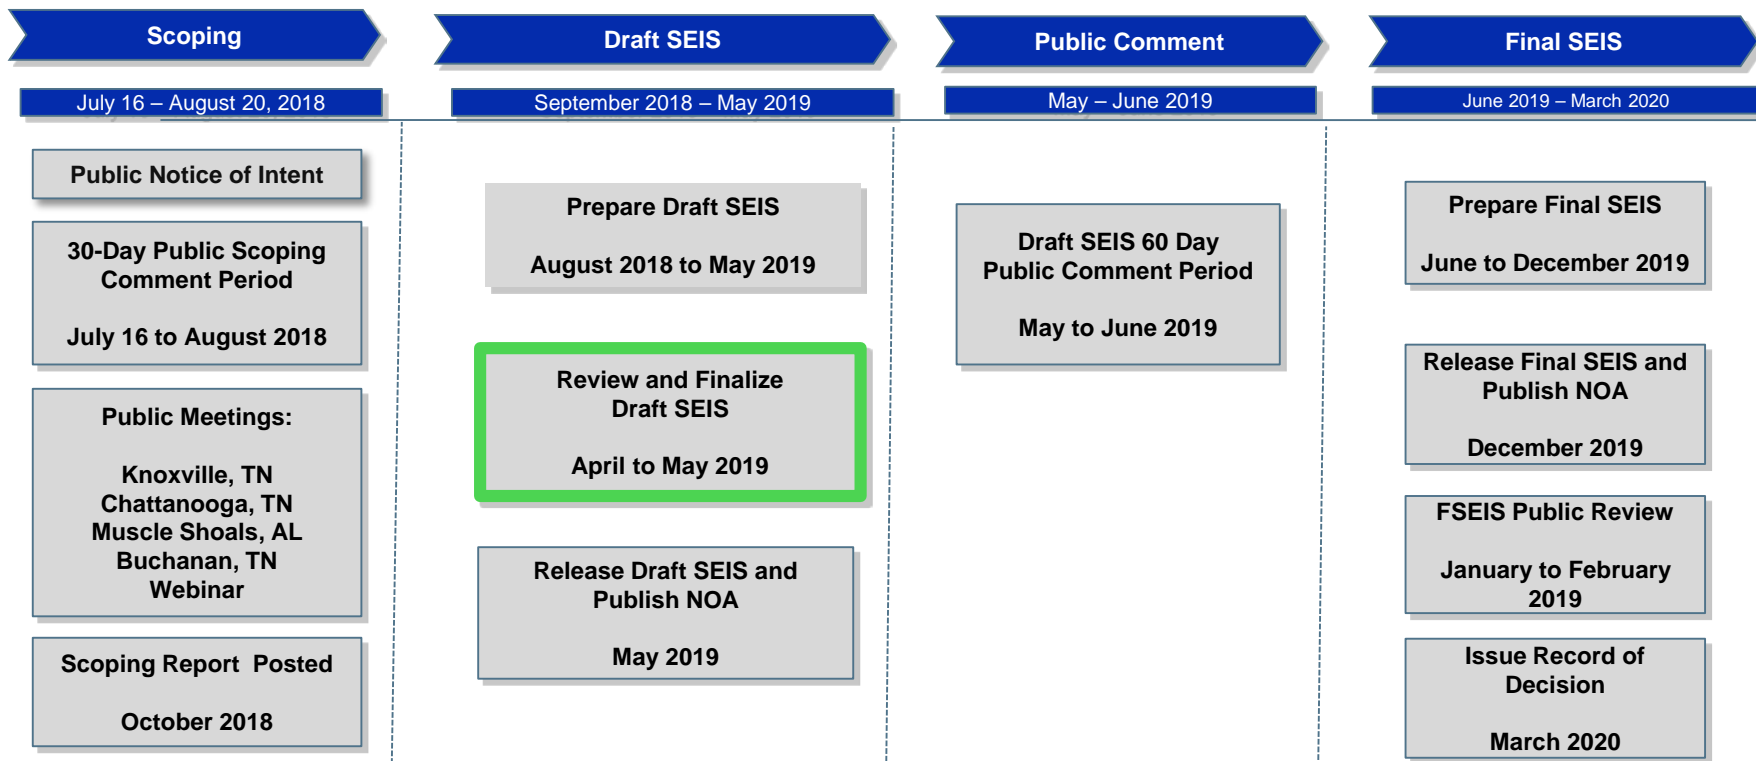 Scoping
July 16 – August 20, 2018
Public Notice of Intent
30-Day Public Scoping
Comment Period
July 16 to August 2018
Public Meetings:
Knoxville, TN
Chattanooga, TN
Muscle Shoals, AL
Buchanan, TN
Webinar
Scoping Report Posted
October 2018
Draft SEIS
September 2018 – May 2019
Prepare Draft SEIS
August 2018 to May 2019
Review and Finalize
Draft SEIS
April to May 2019
Release Draft SEIS and
Publish NOA
May 2019
Public Comment
May – June 2019
Draft SEIS 60 Day
Public Comment Period
May to June 2019
Final SEIS
June 2019 – March 2020
Prepare Final SEIS
June to December 2019
Release Final SEIS and
Publish NOA
December 2019
FSEIS Public Review
January to February
2019
Issue Record of
Decision
March 2020